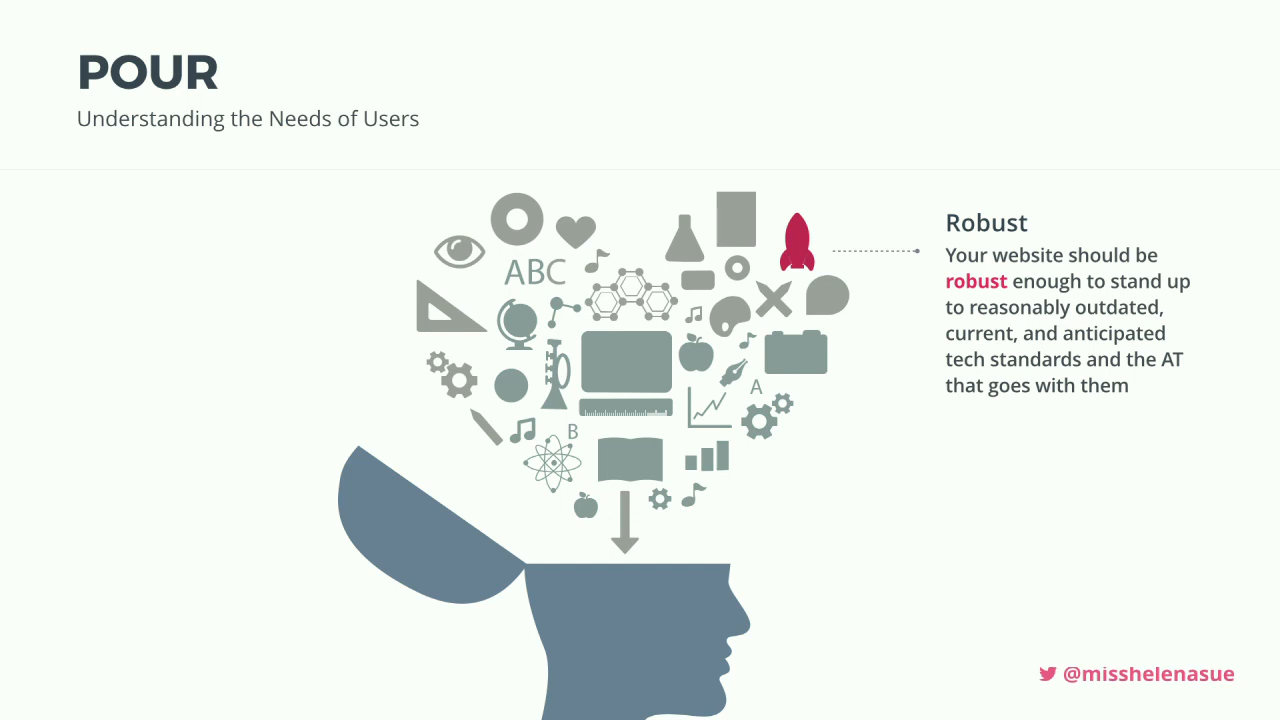 POUR
Understanding the Needs of Users
ABC
A
B
Robust
Your website should be
robust enough to stand up
to reasonably outdated,
current, and anticipated
tech standards and the AT
that goes with them
@misshelenasue